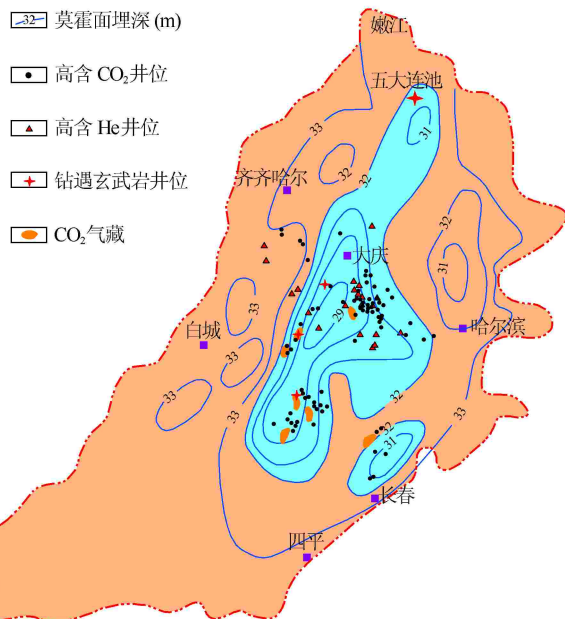 32 莫霍面埋深 (m)
高含 CO₂井位
高含 He井位
钻遇玄武岩井位
CO₂气藏
嫩江
五大连池
31
33
32
32
齐齐哈尔
32
31
大庆
33
29
白城
哈尔滨
33
33
32
33
33
32
31
长春
四平